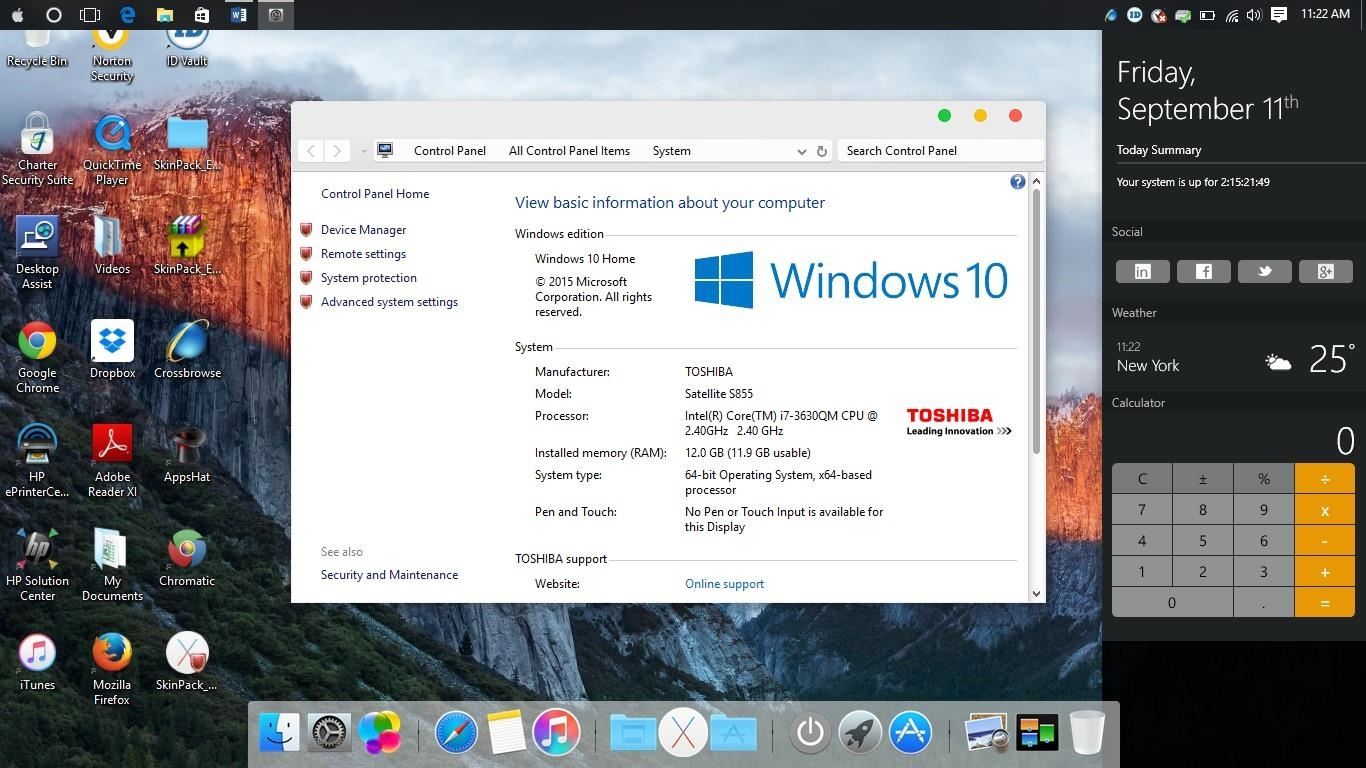 11:22 AM
Recycle Bin
Norton
Security
ID Vault
Charter
Security Suite
QuickTime
Player
SkinPack_E...
Desktop
Assist
Videos
SkinPack_E...
Google
Chrome
Dropbox
Crossbrowse
HP
ePrinterCe...
Adobe
Reader XI
AppsHat
HP Solution
Center
My
Documents
Chromatic
iTunes
Mozilla
Firefox
SkinPack_...
Control Panel
All Control Panel Items
System
Search Control Panel
Control Panel Home
Device Manager
Remote settings
System protection
Advanced system settings
See also
Security and Maintenance
View basic information about your computer
Windows edition
Windows 10 Home
© 2015 Microsoft
Corporation. All rights
reserved.
Windows 10
System
Manufacturer: TOSHIBA
Model: Satellite S855
Processor: Intel(R) Core(TM) i7-3630QM CPU @
2.40GHz 2.40 GHz
Installed memory (RAM): 12.0 GB (11.9 GB usable)
System type: 64-bit Operating System, x64-based
processor
Pen and Touch: No Pen or Touch Input is available for
this Display
TOSHIBA
Leading Innovation >>>
TOSHIBA support
Website: Online support
Friday,
September 11th
Today Summary
Your system is up for 2:15:21:49
Social
Weather
11:22
New York
25°
Calculator
0
C ± % ÷
7 8 9 x
4 5 6 -
1 2 3 +
0 . =